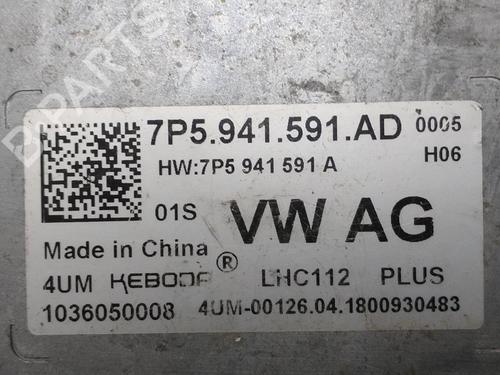 7P5.941.591.AD 0005
HW:7P5 941 591 A H06
01S VW AG
Made in China
4UM KEBODA ® LHC112 PLUS
1036050008 4UM-00126.04.1800930483
B PARTS